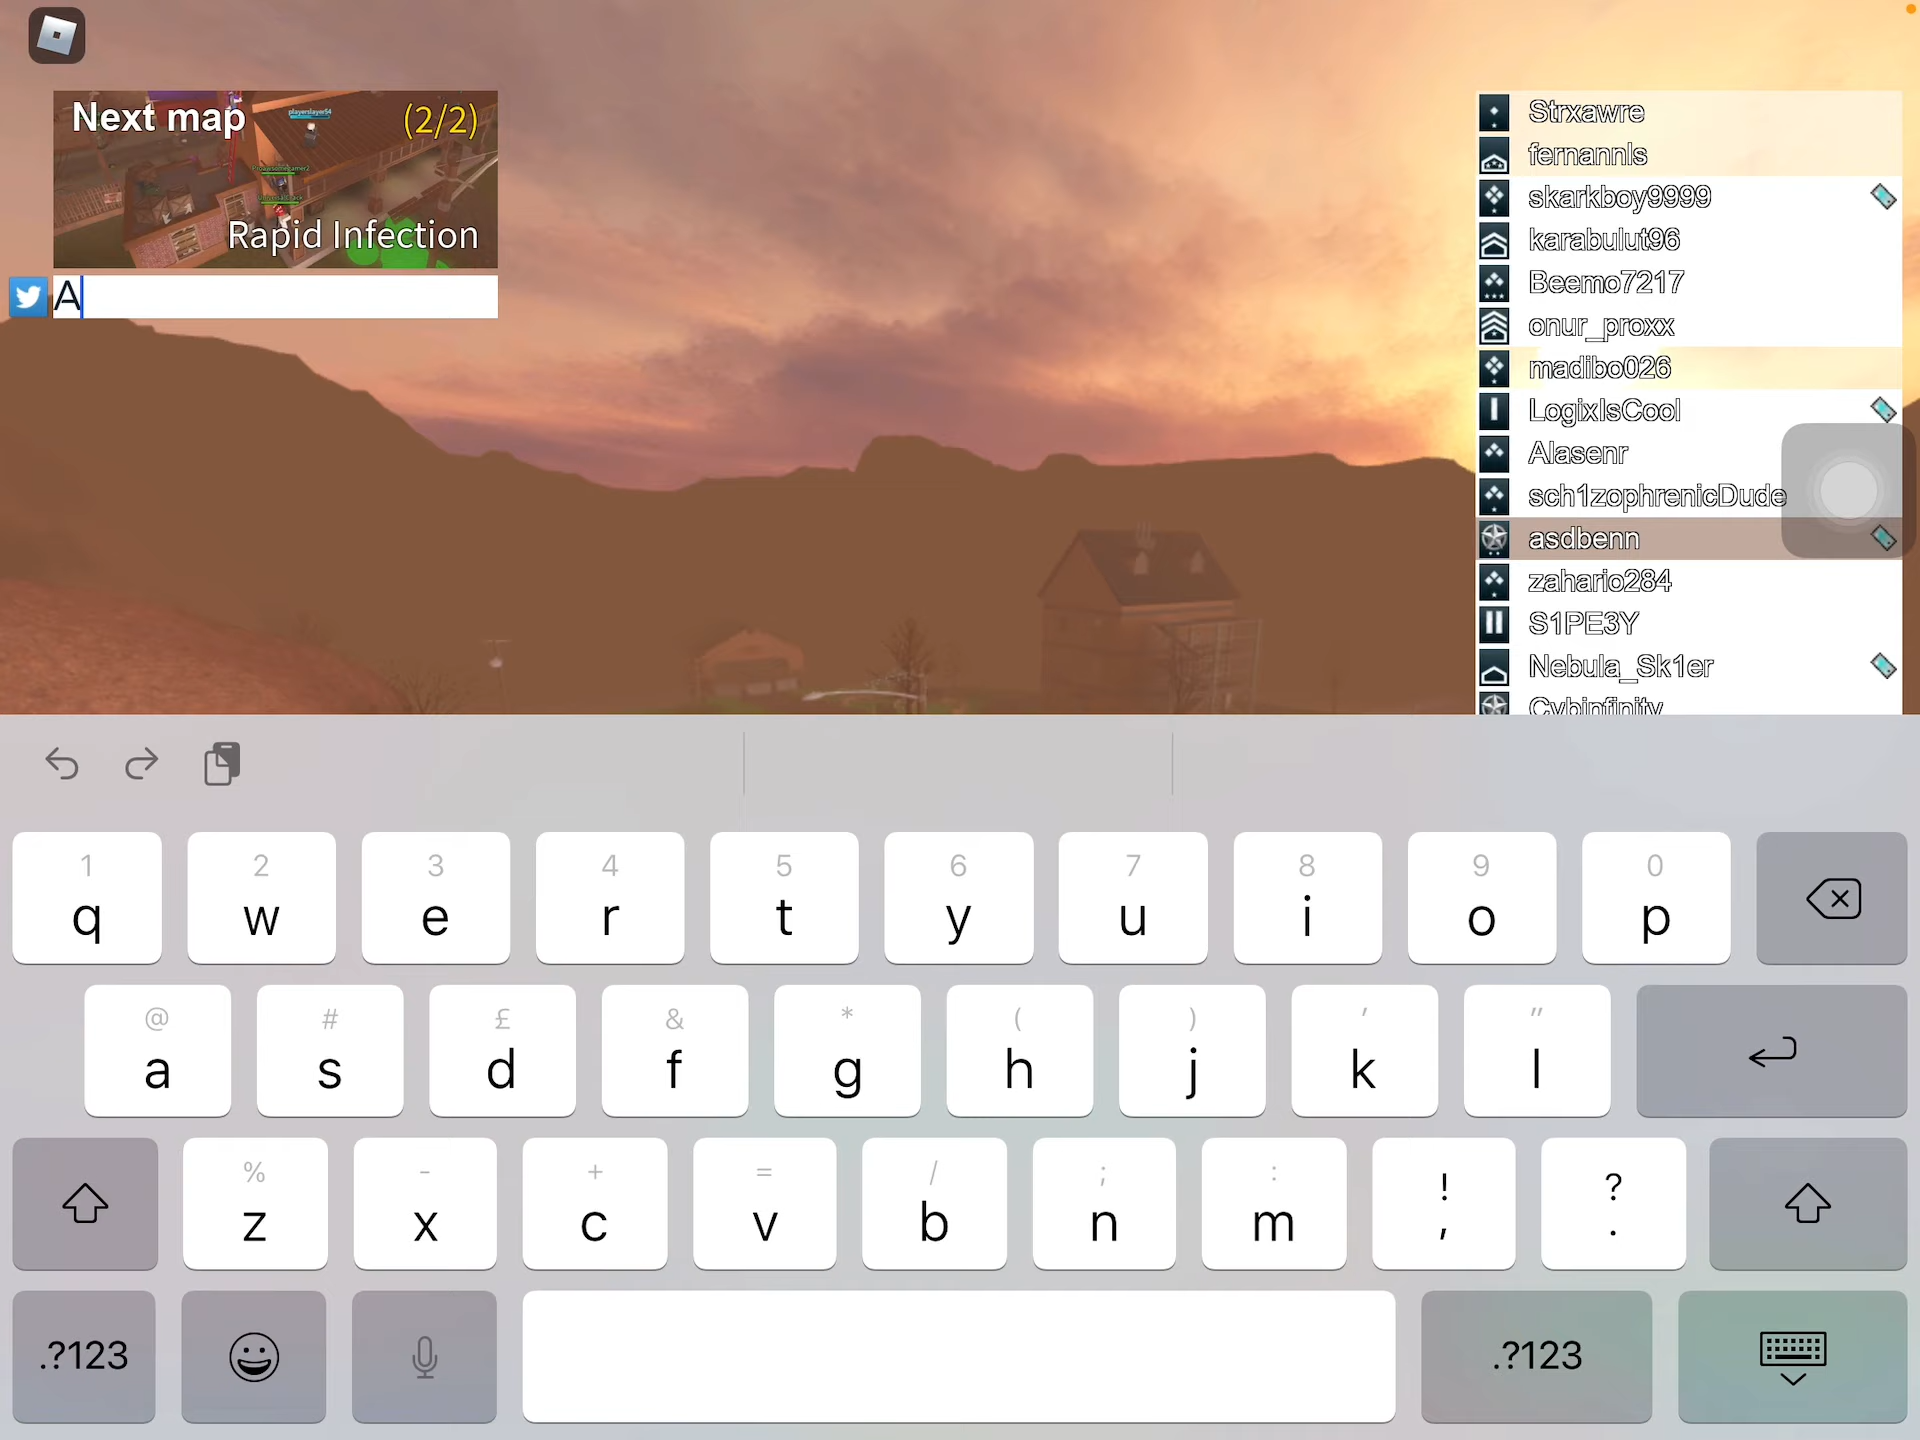 Next map
(2/2)
Rapid Infection
A
Strxawre
fernannls
skarkboy9999
karabulut96
Beemo7217
onur_proxx
madibo026
LogixIsCool
Alasenr
sch1zophrenicDude
asdbenn
zahario284
S1PE3Y
Nebula_Sk1er
Cybinfinity
1 2 3 4 5 6 7 8 9 0
q w e r t y u i o p
@ # £ & * ( ) ' "
a s d f g h j k l
% - + = / ; : ! ?
z x c v b n m , .
.?123 .?123